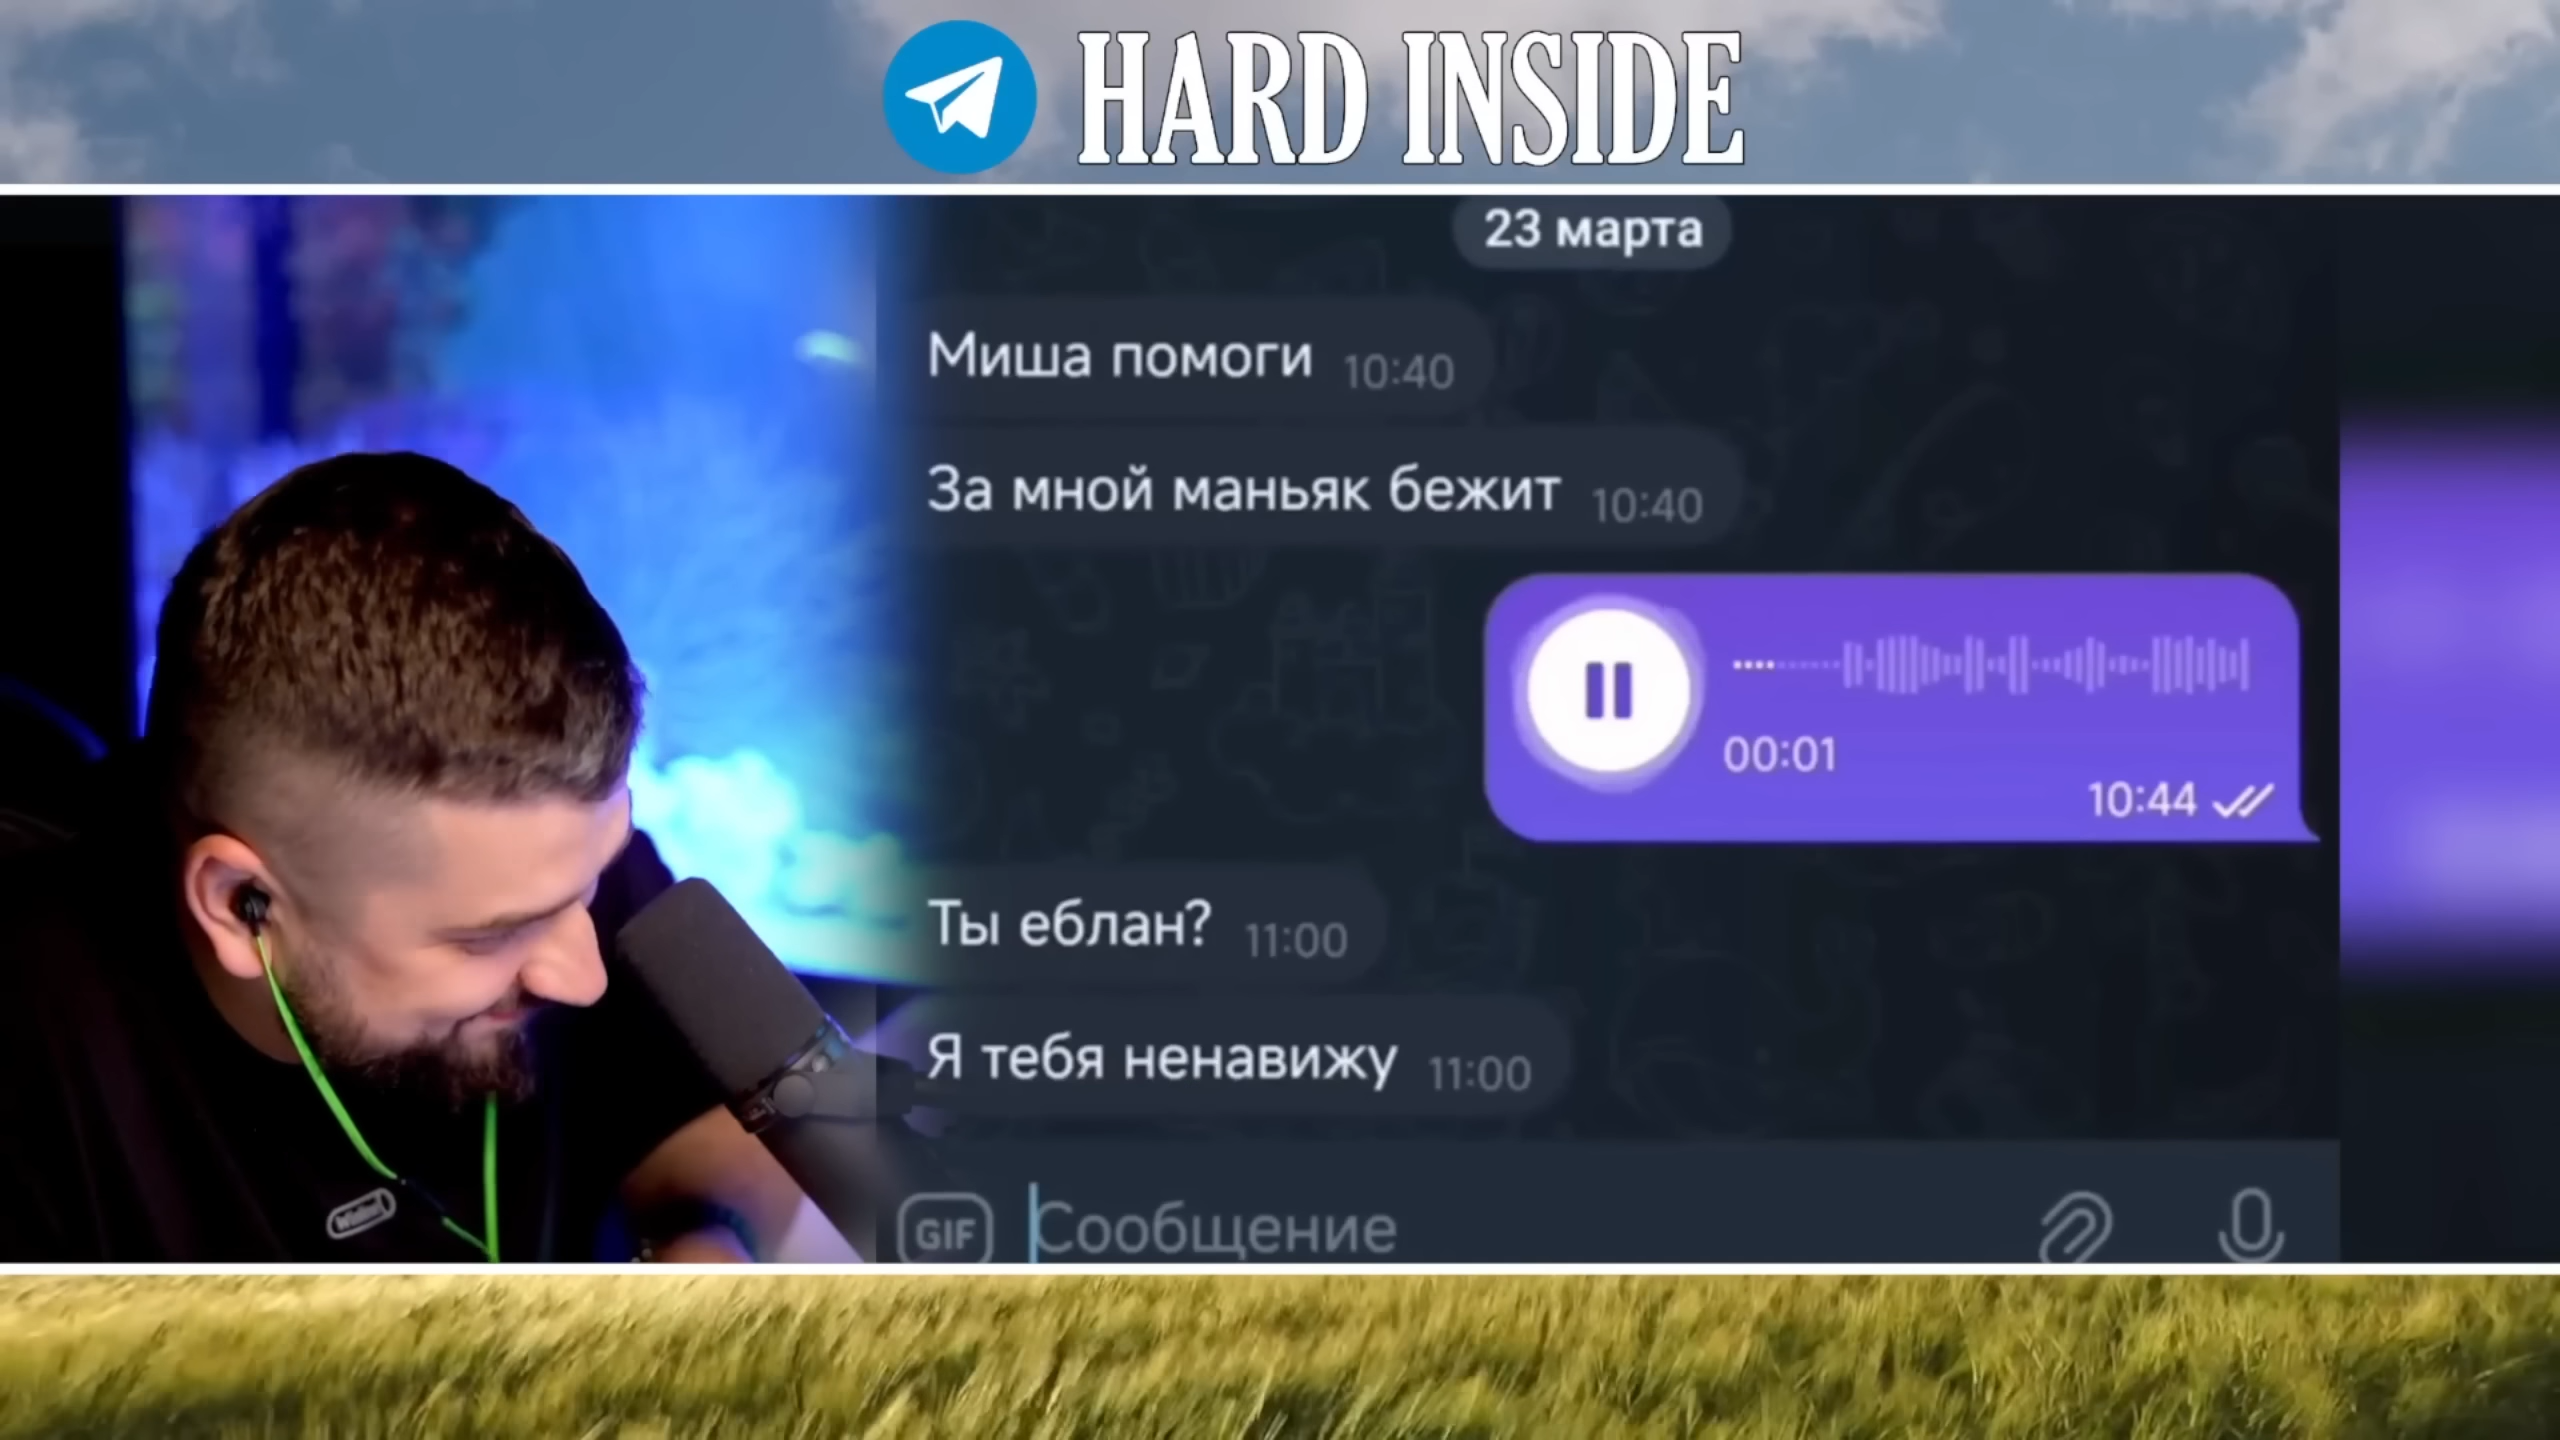 HARD INSIDE
23 марта
Миша помоги 10:40
За мной маньяк бежит 10:40
00:01
10:44
Ты еблан? 11:00
Я тебя ненавижу 11:00
GIF Сообщение